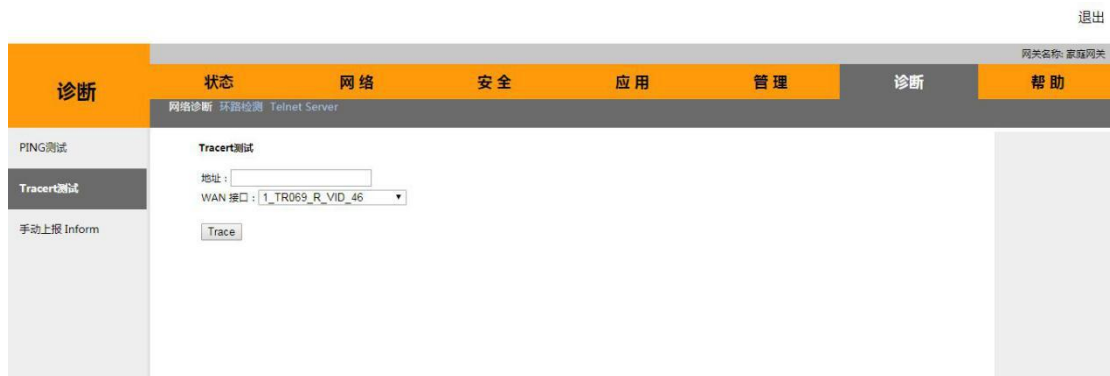 退出
网关名称: 家庭网关
诊断
状态 网络 安全 应用 管理 诊断 帮助
网络诊断 环路检测 Telnet Server
PING测试
Tracert测试
手动上报 Inform
Tracert测试
地址：
WAN 接口：1_TR069_R_VID_46
Trace